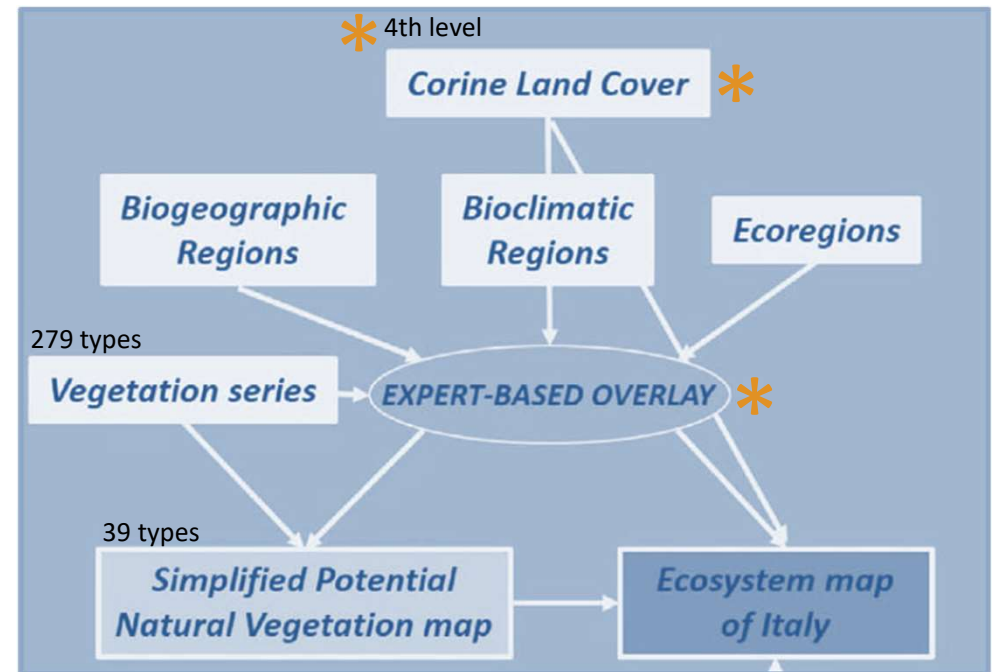 * 4th level
Corine Land Cover *
Biogeographic
Regions
Bioclimatic
Regions
Ecoregions
279 types
Vegetation series
EXPERT-BASED OVERLAY *
39 types
Simplified Potential
Natural Vegetation map
Ecosystem map
of Italy